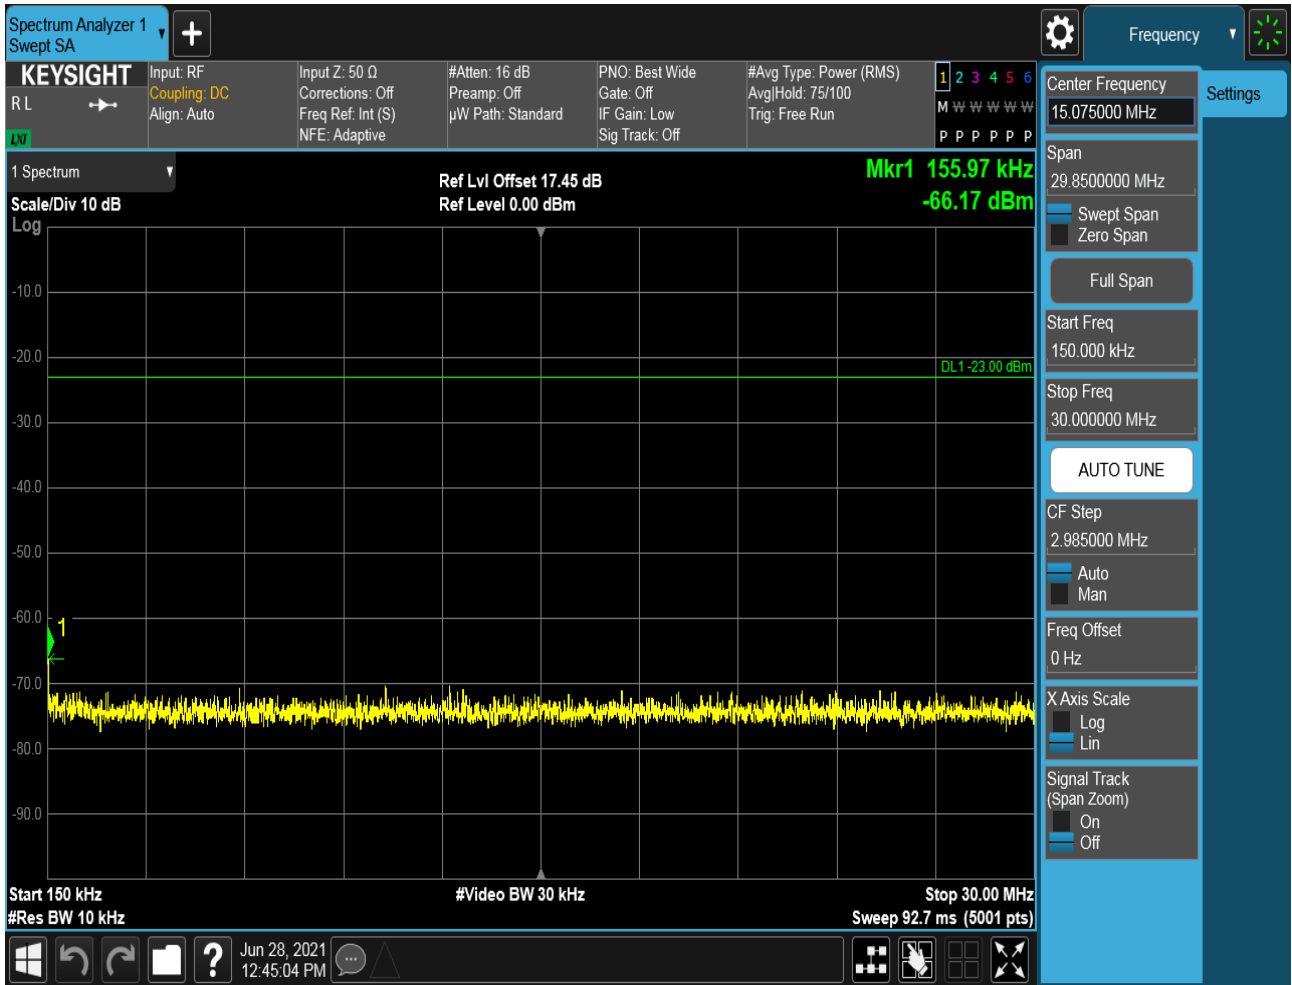 Spectrum Analyzer 1
Swept SA
Frequency
KEYSIGHT
R L
LXI
Input: RF
Coupling: DC
Align: Auto
Input Z: 50 Ω
Corrections: Off
Freq Ref: Int (S)
NFE: Adaptive
#Atten: 16 dB
Preamp: Off
µW Path: Standard
PNO: Best Wide
Gate: Off
IF Gain: Low
Sig Track: Off
#Avg Type: Power (RMS)
Avg|Hold: 75/100
Trig: Free Run
1 2 3 4 5 6
M W W W W W
P P P P P P
1 Spectrum
Scale/Div 10 dB
Log
Ref Lvl Offset 17.45 dB
Ref Level 0.00 dBm
Mkr1 155.97 kHz
-66.17 dBm
-10.0
-20.0
DL1 -23.00 dBm
-30.0
-40.0
-50.0
-60.0
1
-70.0
-80.0
-90.0
Start 150 kHz
#Video BW 30 kHz
Stop 30.00 MHz
#Res BW 10 kHz
Sweep 92.7 ms (5001 pts)
?
Jun 28, 2021
12:45:04 PM
Center Frequency
15.075000 MHz
Settings
Span
29.8500000 MHz
Swept Span
Zero Span
Full Span
Start Freq
150.000 kHz
Stop Freq
30.000000 MHz
AUTO TUNE
CF Step
2.985000 MHz
Auto
Man
Freq Offset
0 Hz
X Axis Scale
Log
Lin
Signal Track
(Span Zoom)
On
Off